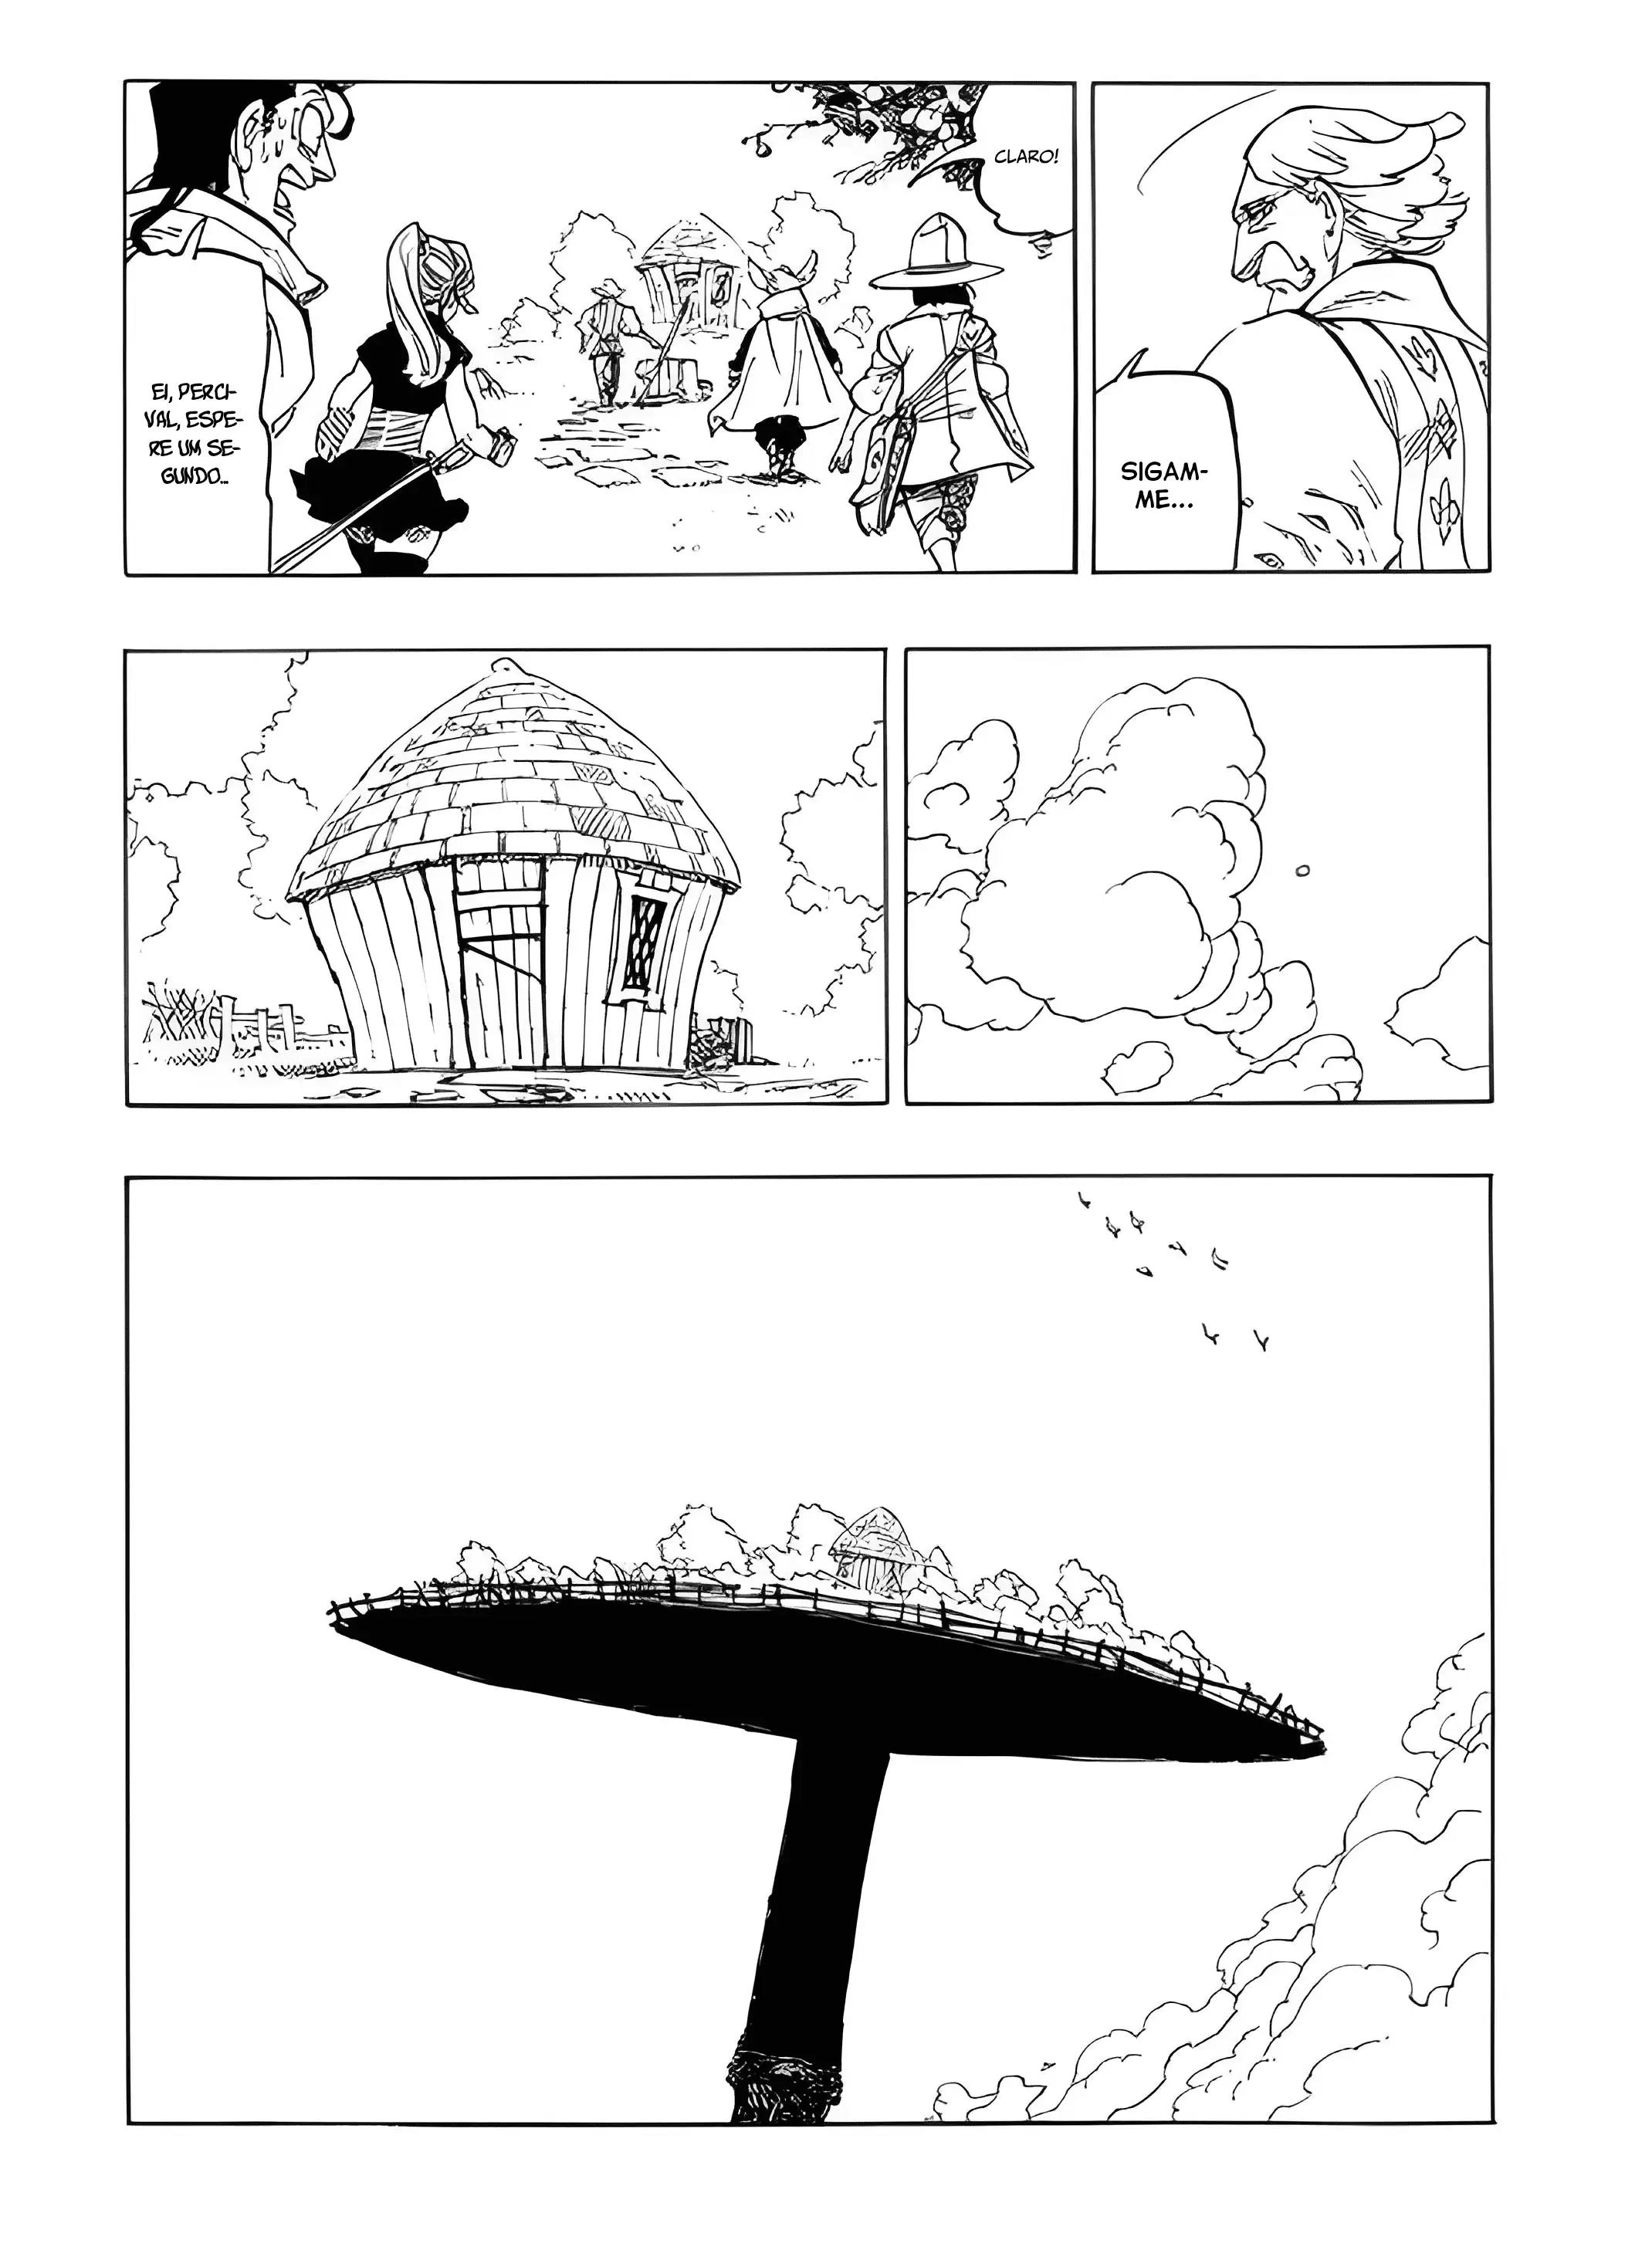 SIGAM-
ME...
CLARO!
EI, PERCI-
VAL, ESPE-
RE UM SE-
GUNDO...